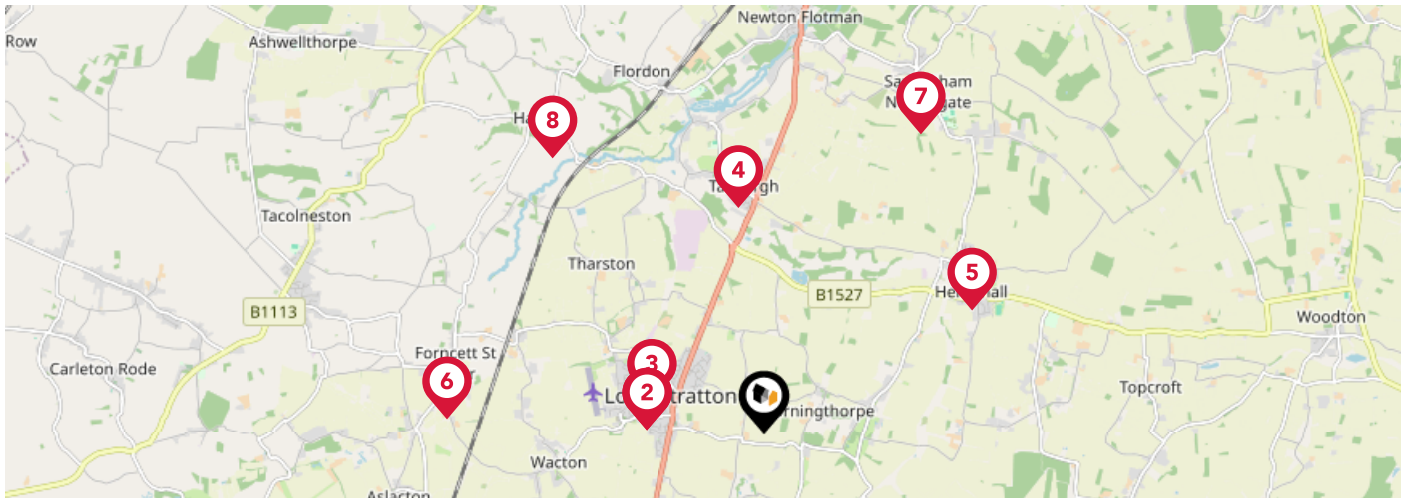 Newton Flotman
Row
Ashwellthorpe
Flordon
7
8
4
Tacolneston
Tharston
5
B1527
B1113
Woodton
Forncett St
Carleton Rode
3
6
2
Topcroft
Wacton
Aslacton